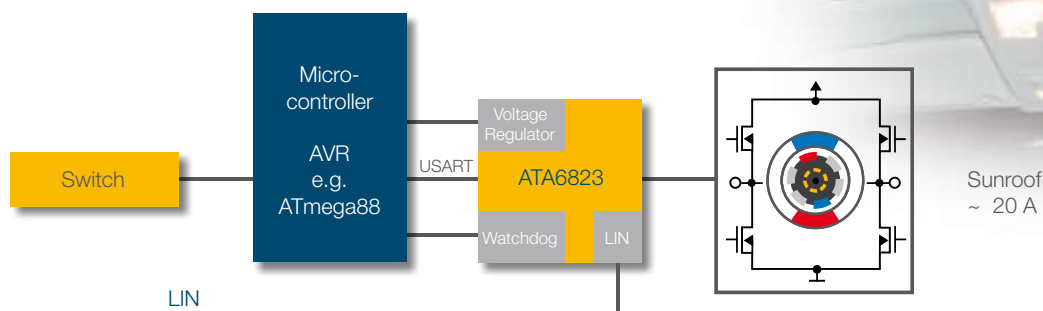 Micro-
controller
AVR
e.g.
ATmega88
Switch
USART
Voltage
Regulator
ATA6823
Watchdog
LIN
Sunroof
~ 20 A
LIN